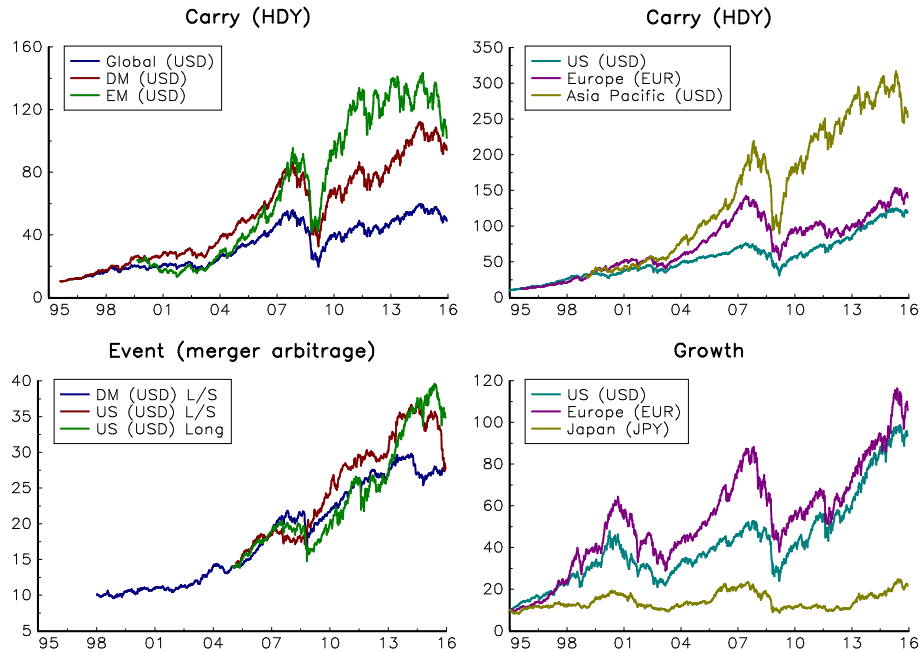 Carry (HDY)
160
120
80
40
0
Global (USD)
DM (USD)
EM (USD)
95 98 01 04 07 10 13 16
Carry (HDY)
350
300
250
200
150
100
50
0
US (USD)
Europe (EUR)
Asia Pacific (USD)
95 98 01 04 07 10 13 16
Event (merger arbitrage)
40
35
30
25
20
15
10
5
DM (USD) L/S
US (USD) L/S
US (USD) Long
95 98 01 04 07 10 13 16
Growth
120
100
80
60
40
20
0
US (USD)
Europe (EUR)
Japan (JPY)
95 98 01 04 07 10 13 16